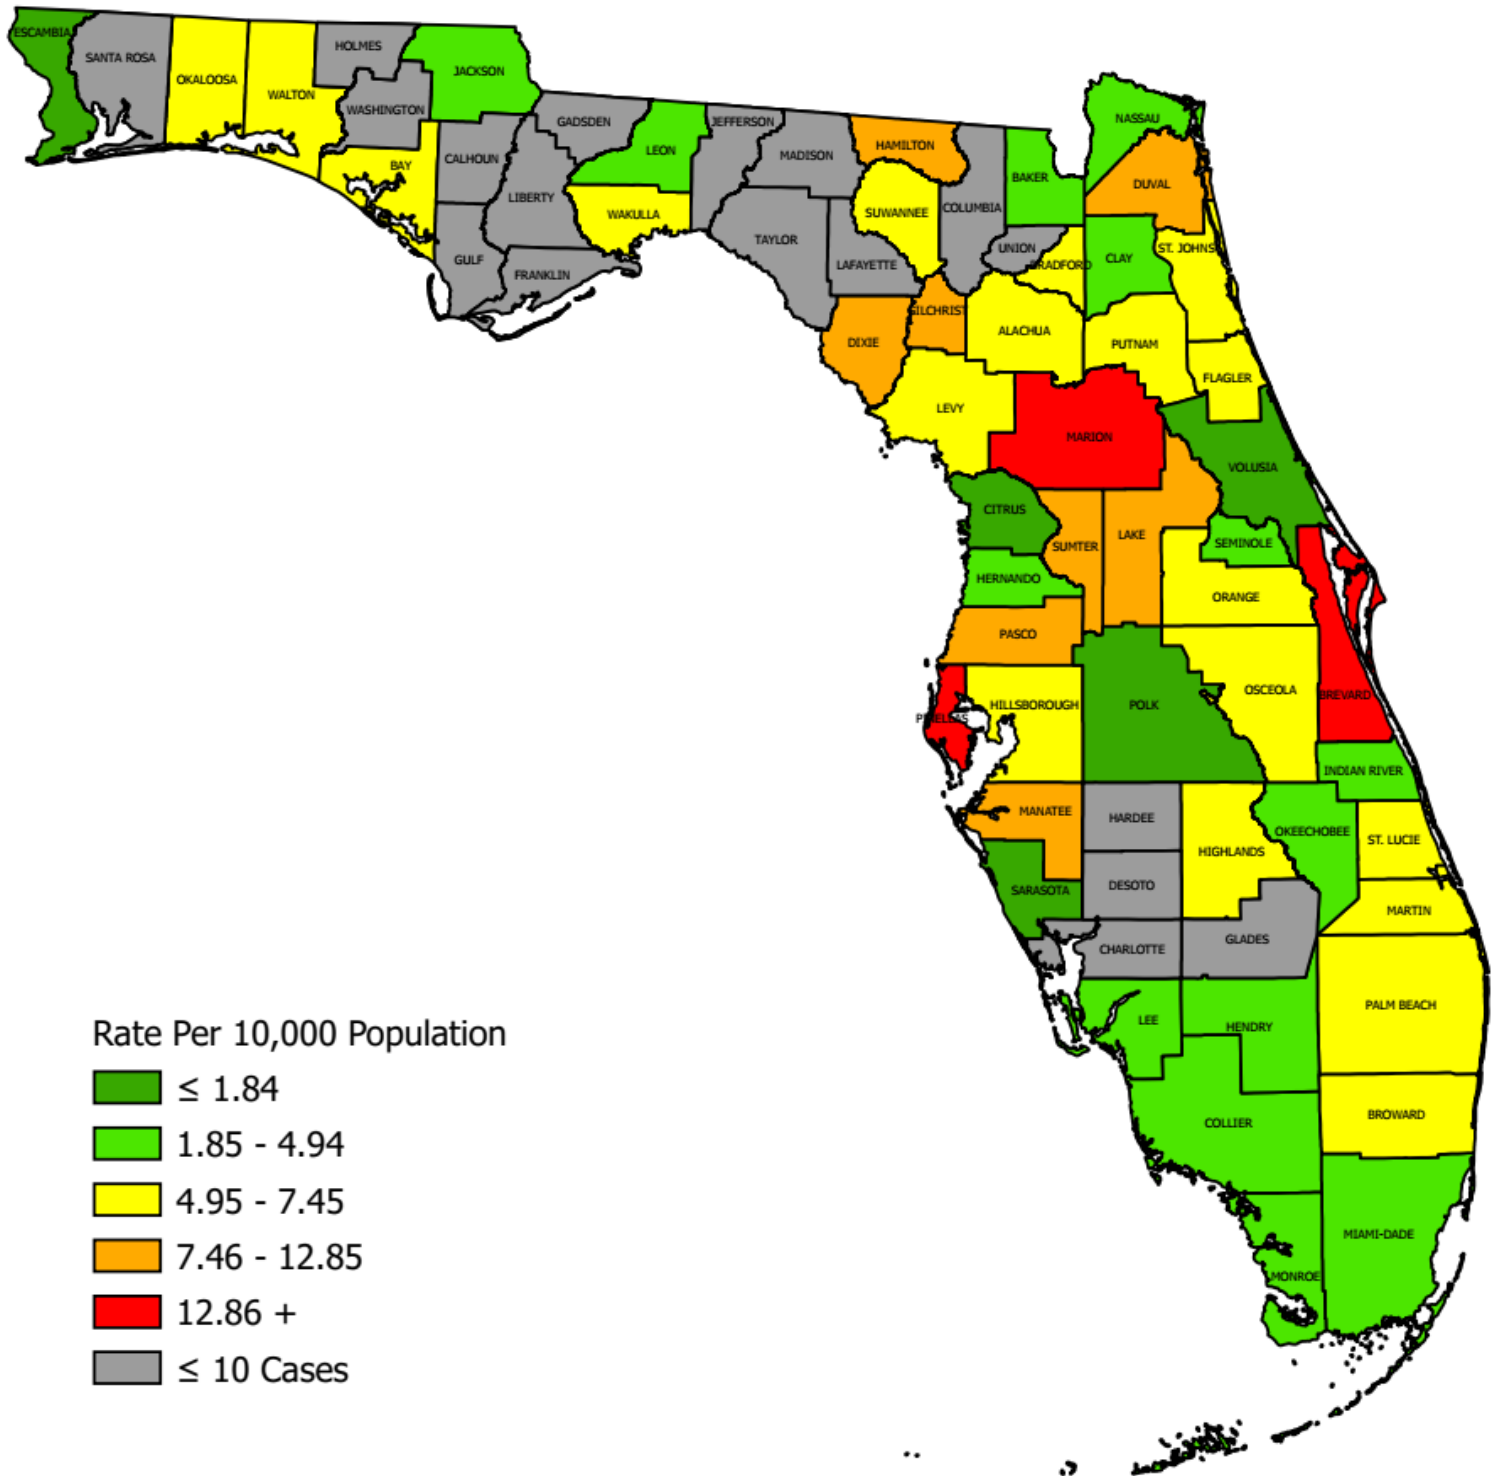 ESCAMBIA
SANTA ROSA
OKALOOSA
WALTON
HOLMES
WASHINGTON
JACKSON
BAY
CALHOUN
GULF
GADSDEN
LIBERTY
FRANKLIN
LEON
WAKULLA
JEFFERSON
MADISON
TAYLOR
HAMILTON
SUWANNEE
LAFAYETTE
COLUMBIA
BAKER
NASSAU
DUVAL
UNION
BRADFORD
CLAY
ST. JOHNS
DIXIE
GILCHRIST
ALACHUA
PUTNAM
FLAGLER
LEVY
MARION
VOLUSIA
CITRUS
SUMTER
LAKE
SEMINOLE
HERNANDO
ORANGE
PASCO
PINELLAS
HILLSBOROUGH
POLK
OSCEOLA
BREVARD
INDIAN RIVER
MANATEE
HARDEE
HIGHLANDS
OKEECHOBEE
ST. LUCIE
SARASOTA
DESOTO
MARTIN
CHARLOTTE
GLADES
LEE
HENDRY
PALM BEACH
COLLIER
BROWARD
MIAMI-DADE
MONROE
Rate Per 10,000 Population
≤ 1.84
1.85 - 4.94
4.95 - 7.45
7.46 - 12.85
12.86 +
≤ 10 Cases